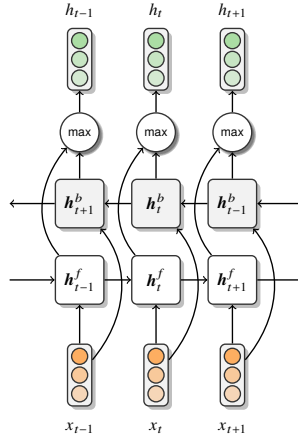 h_{t-1} h_t h_{t+1}
max max max
h^b_{t+1} h^b_t h^b_{t-1}
h^f_{t-1} h^f_t h^f_{t+1}
x_{t-1} x_t x_{t+1}